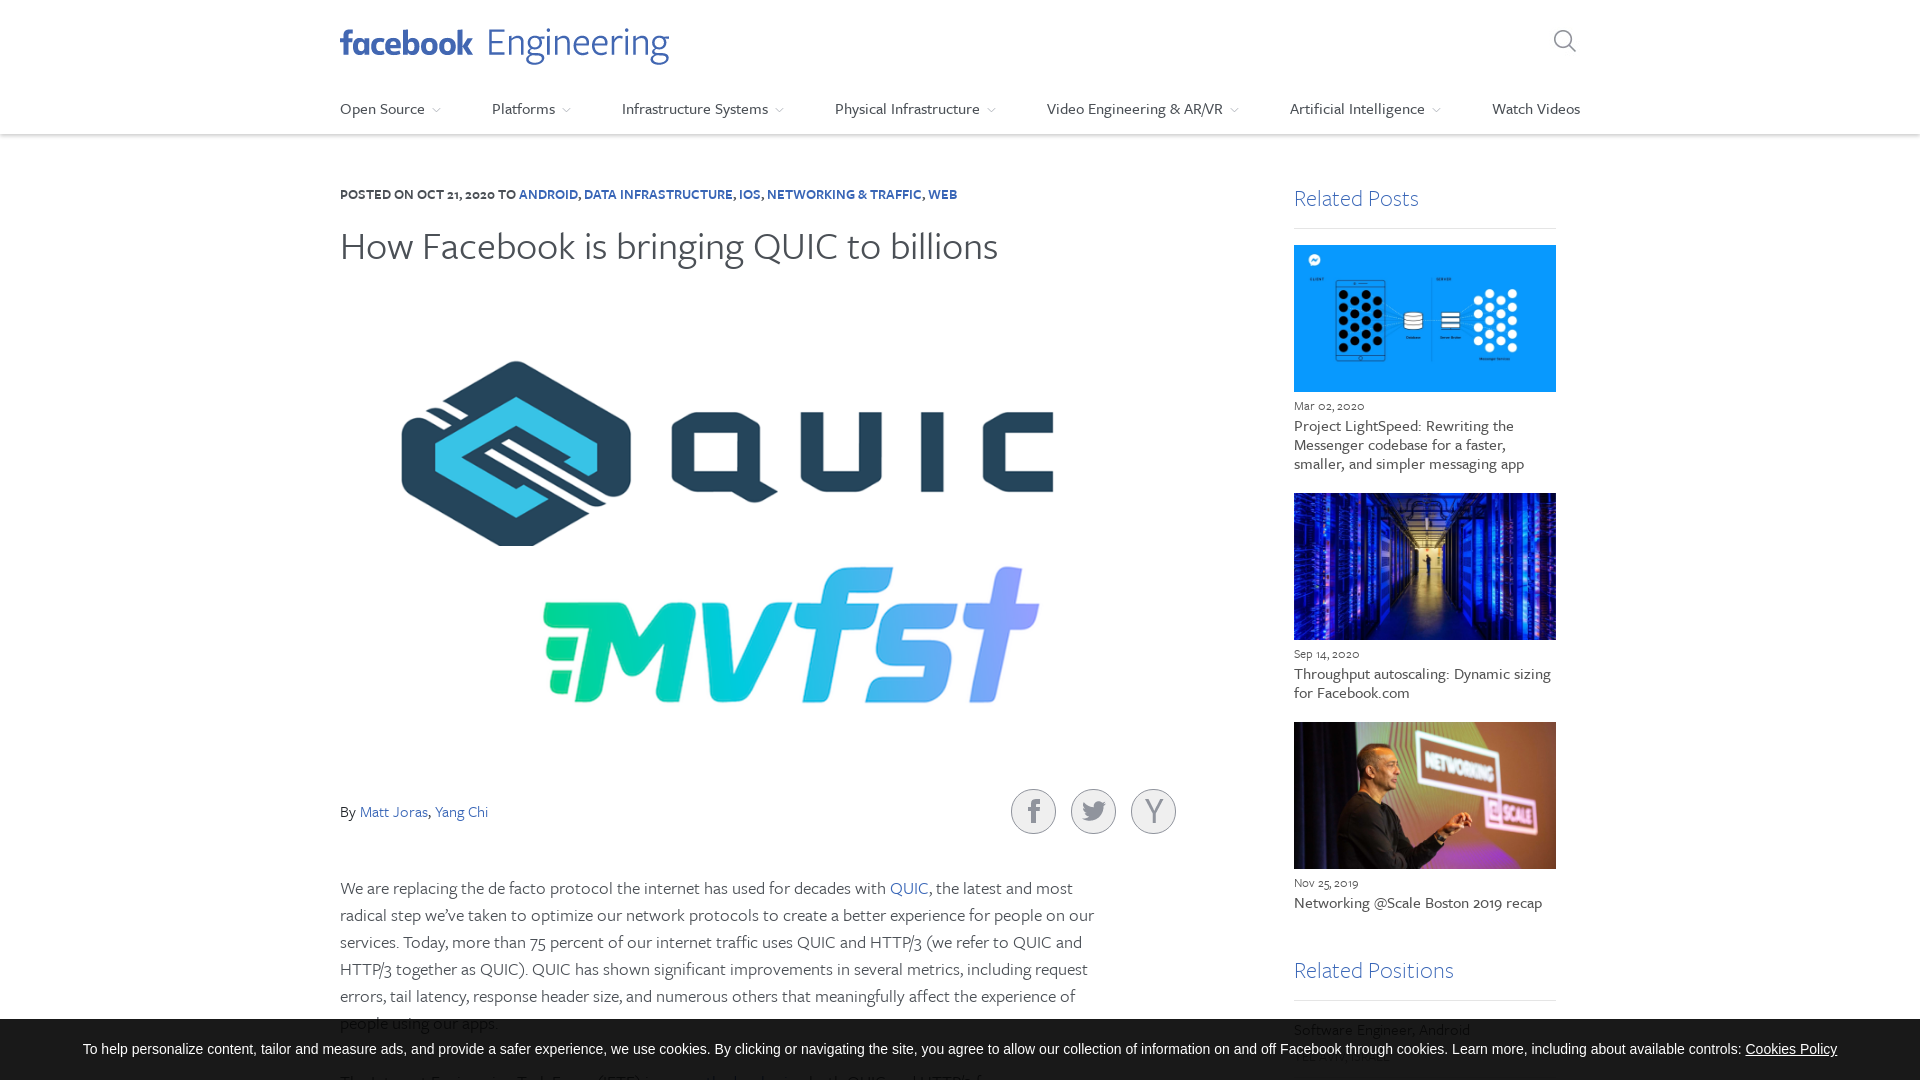 facebook Engineering
Open Source
Platforms
Infrastructure Systems
Physical Infrastructure
Video Engineering & AR/VR
Artificial Intelligence
Watch Videos
POSTED ON OCT 21, 2020 TO ANDROID, DATA INFRASTRUCTURE, IOS, NETWORKING & TRAFFIC, WEB
How Facebook is bringing QUIC to billions
QUIC
MVfst
By Matt Joras, Yang Chi
We are replacing the de facto protocol the internet has used for decades with QUIC, the latest and most
radical step we’ve taken to optimize our network protocols to create a better experience for people on our
services. Today, more than 75 percent of our internet traffic uses QUIC and HTTP/3 (we refer to QUIC and
HTTP/3 together as QUIC). QUIC has shown significant improvements in several metrics, including request
errors, tail latency, response header size, and numerous others that meaningfully affect the experience of
people using our apps.
Related Posts
Mar 02, 2020
Project LightSpeed: Rewriting the
Messenger codebase for a faster,
smaller, and simpler messaging app
Sep 14, 2020
Throughput autoscaling: Dynamic sizing
for Facebook.com
NETWORKING
@SCALE
Nov 25, 2019
Networking @Scale Boston 2019 recap
Related Positions
Software Engineer, Android
To help personalize content, tailor and measure ads, and provide a safer experience, we use cookies. By clicking or navigating the site, you agree to allow our collection of information on and off Facebook through cookies. Learn more, including about available controls: Cookies Policy